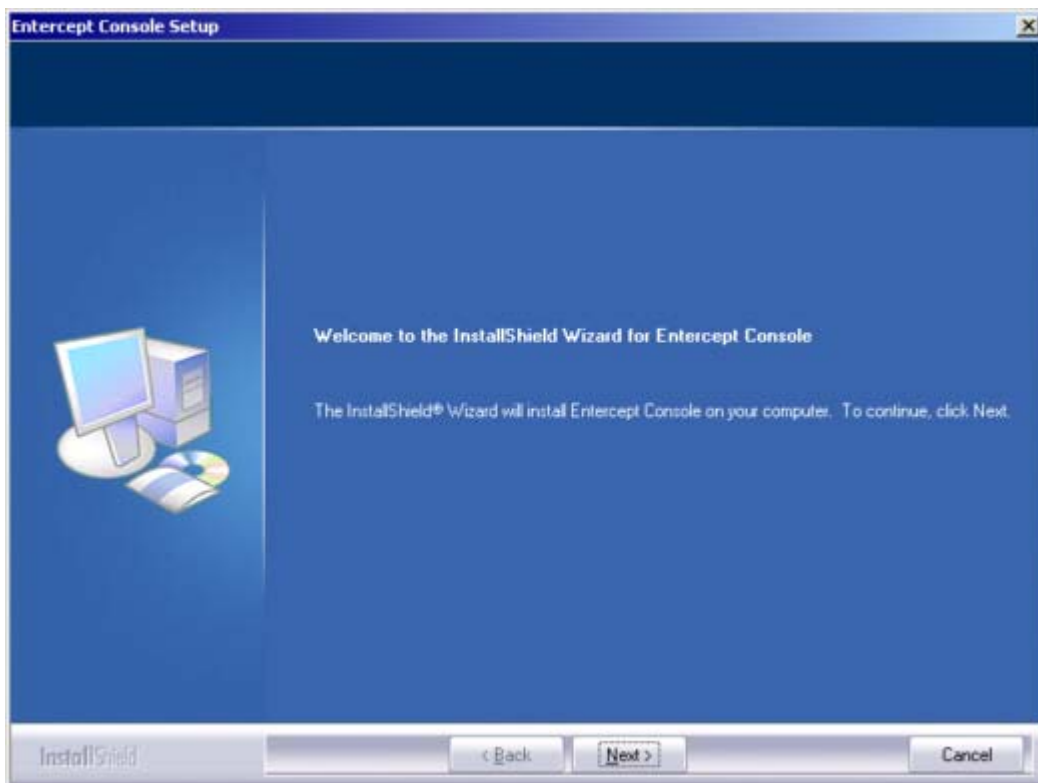 Entercept Console Setup
Welcome to the InstallShield Wizard for Entercept Console
The InstallShield® Wizard will install Entercept Console on your computer. To continue, click Next.
InstallShield
< Back
Next >
Cancel